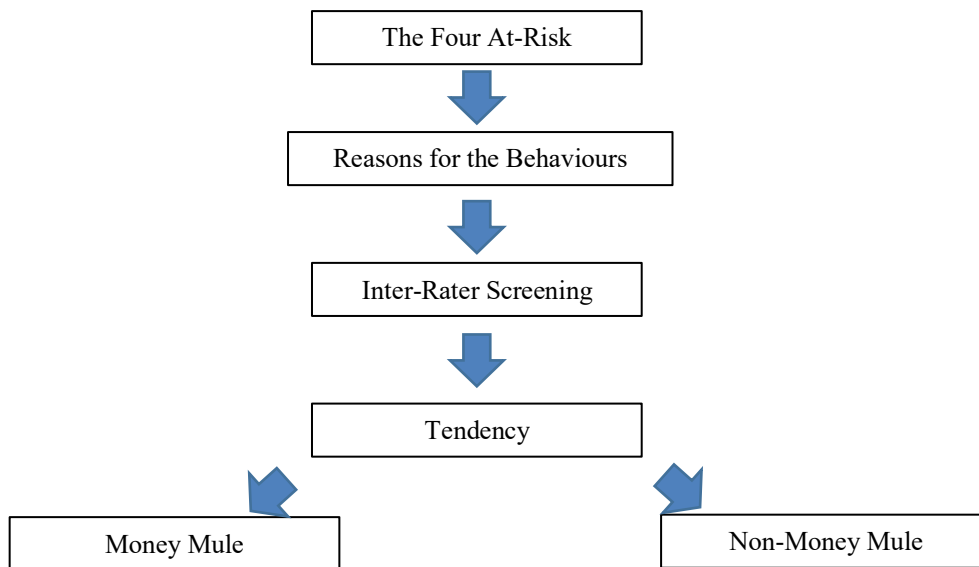 The Four At-Risk
Reasons for the Behaviours
Inter-Rater Screening
Tendency
Money Mule
Non-Money Mule